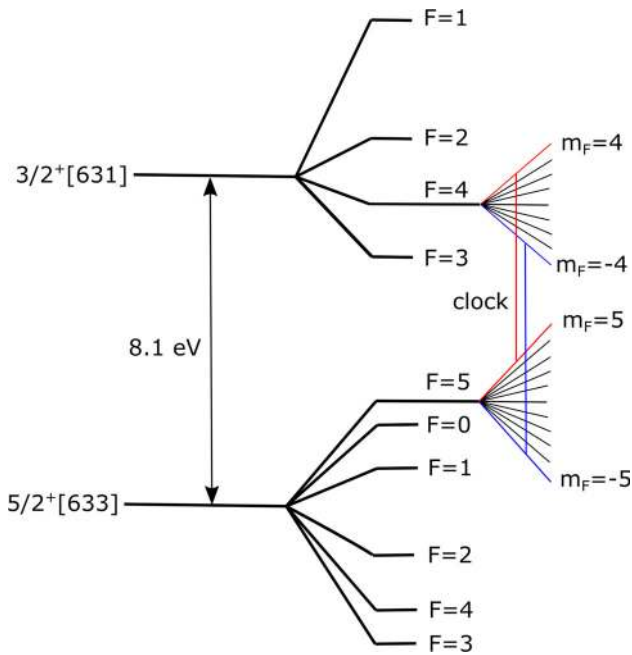 F=1
F=2
m_F=4
3/2⁺[631]
F=4
F=3
m_F=-4
clock
m_F=5
8.1 eV
F=5
F=0
F=1
m_F=-5
5/2⁺[633]
F=2
F=4
F=3